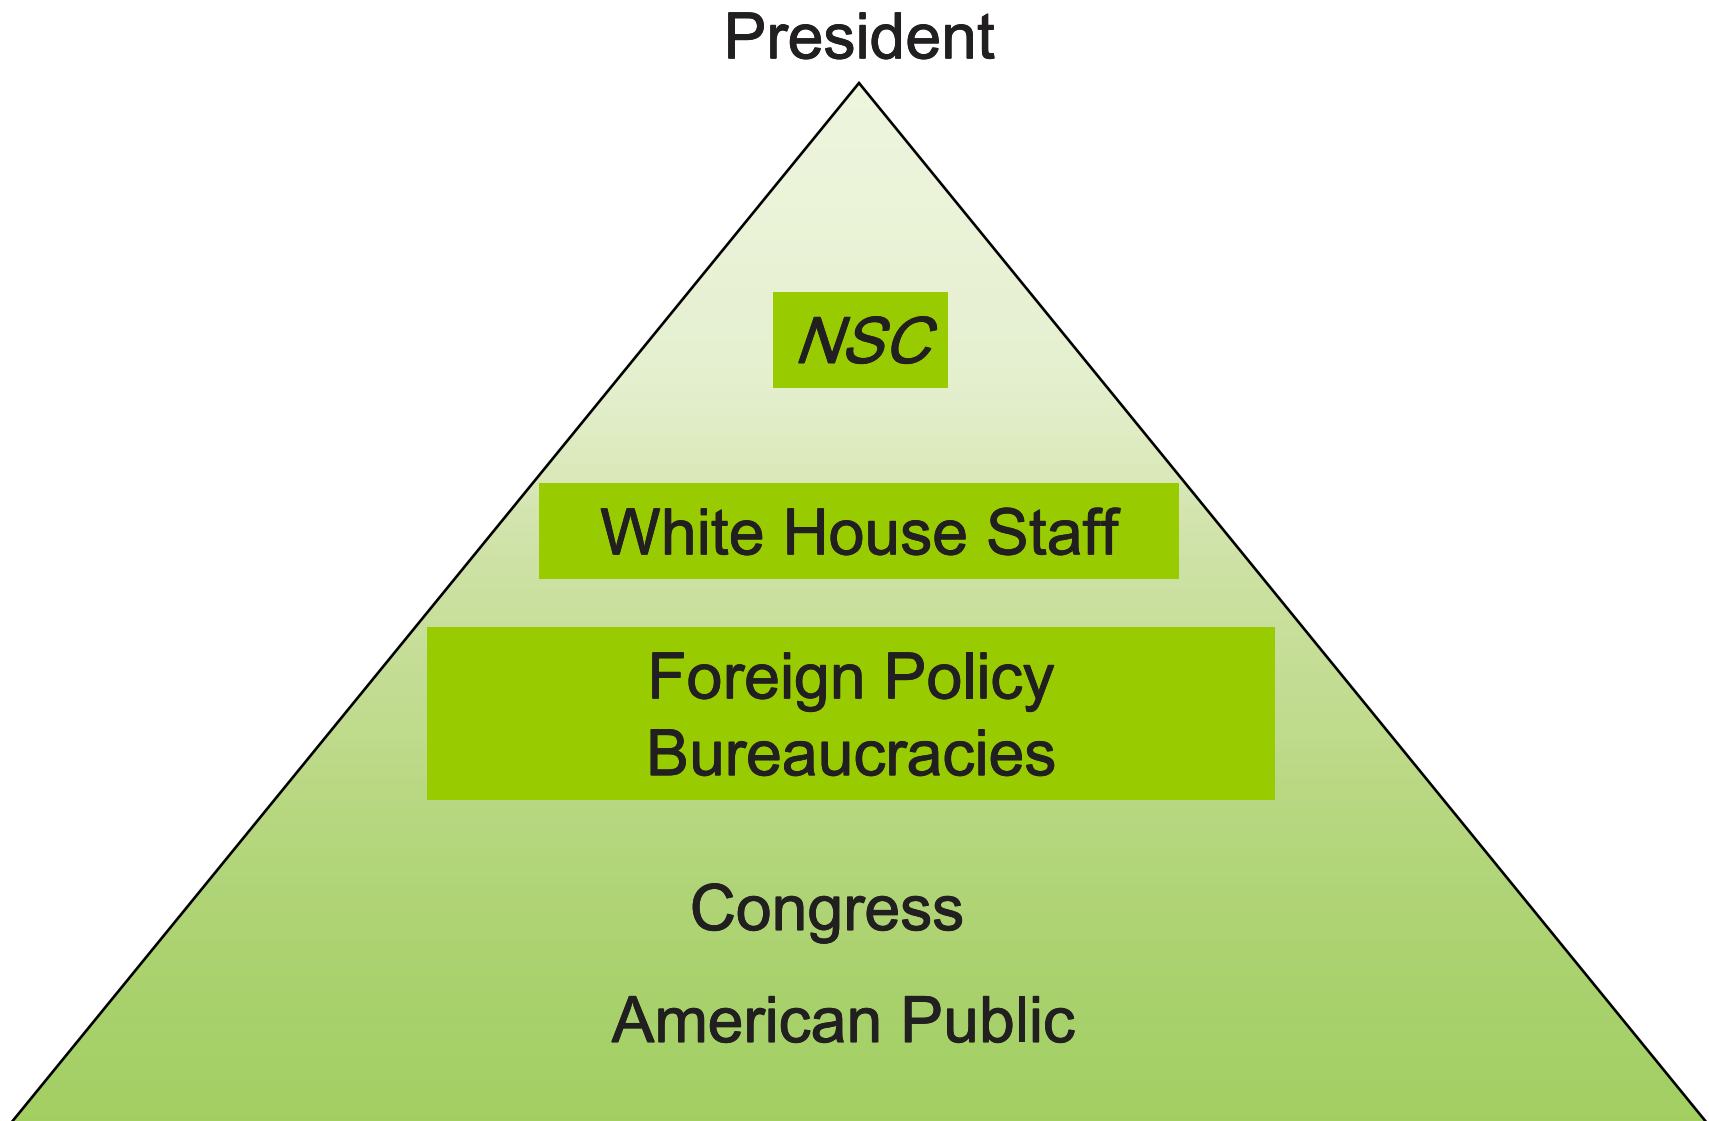 President
NSC
White House Staff
Foreign Policy
Bureaucracies
Congress
American Public